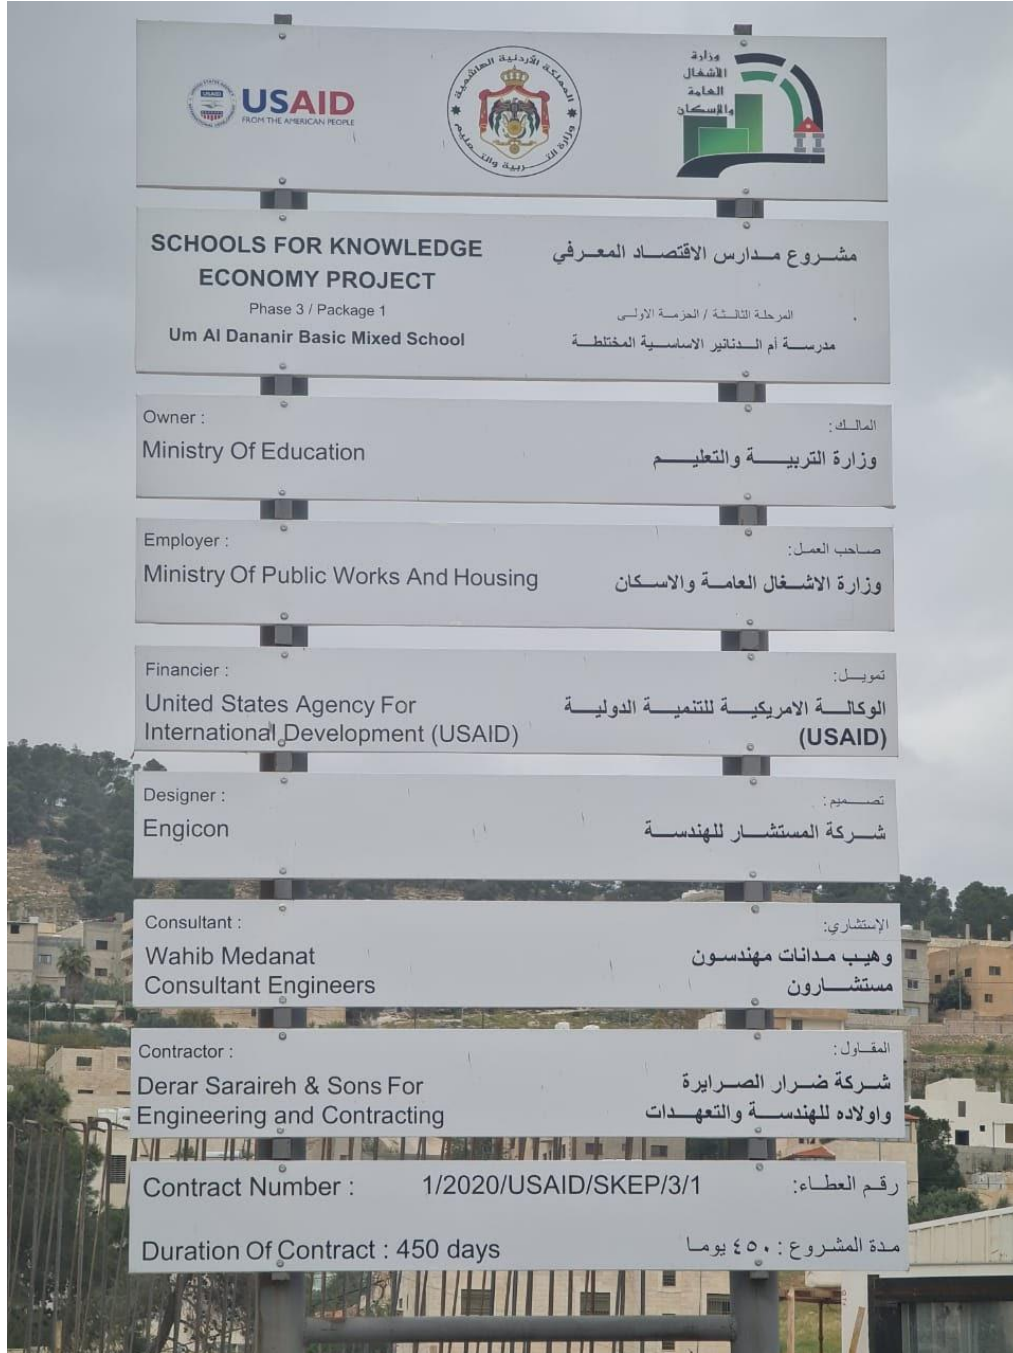 USAID
FROM THE AMERICAN PEOPLE
المملكة الأردنية الهاشمية
وزارة التربية والتعليم
وزارة
الأشغال
العامة
والإسكان
SCHOOLS FOR KNOWLEDGE
ECONOMY PROJECT
Phase 3 / Package 1
Um Al Dananir Basic Mixed School
مشروع مدارس الاقتصاد المعرفي
المرحلة الثالثة / الحزمة الاولى
مدرسة أم الدنانير الاساسية المختلطة
Owner :
Ministry Of Education
المالك:
وزارة التربية والتعليم
Employer :
Ministry Of Public Works And Housing
صاحب العمل:
وزارة الاشغال العامة والاسكان
Financier :
United States Agency For
International Development (USAID)
تمويل:
الوكالة الامريكية للتنمية الدولية
(USAID)
Designer :
Engicon
تصميم:
شركة المستشار للهندسة
Consultant :
Wahib Medanat
Consultant Engineers
الإستشاري:
وهيب مدانات مهندسون
مستشارون
Contractor :
Derar Saraireh & Sons For
Engineering and Contracting
المقاول:
شركة ضرار الصرايرة
واولاده للهندسة والتعهدات
Contract Number : 1/2020/USAID/SKEP/3/1 رقم العطاء:
Duration Of Contract : 450 days
مدة المشروع : ٤٥٠ يوما